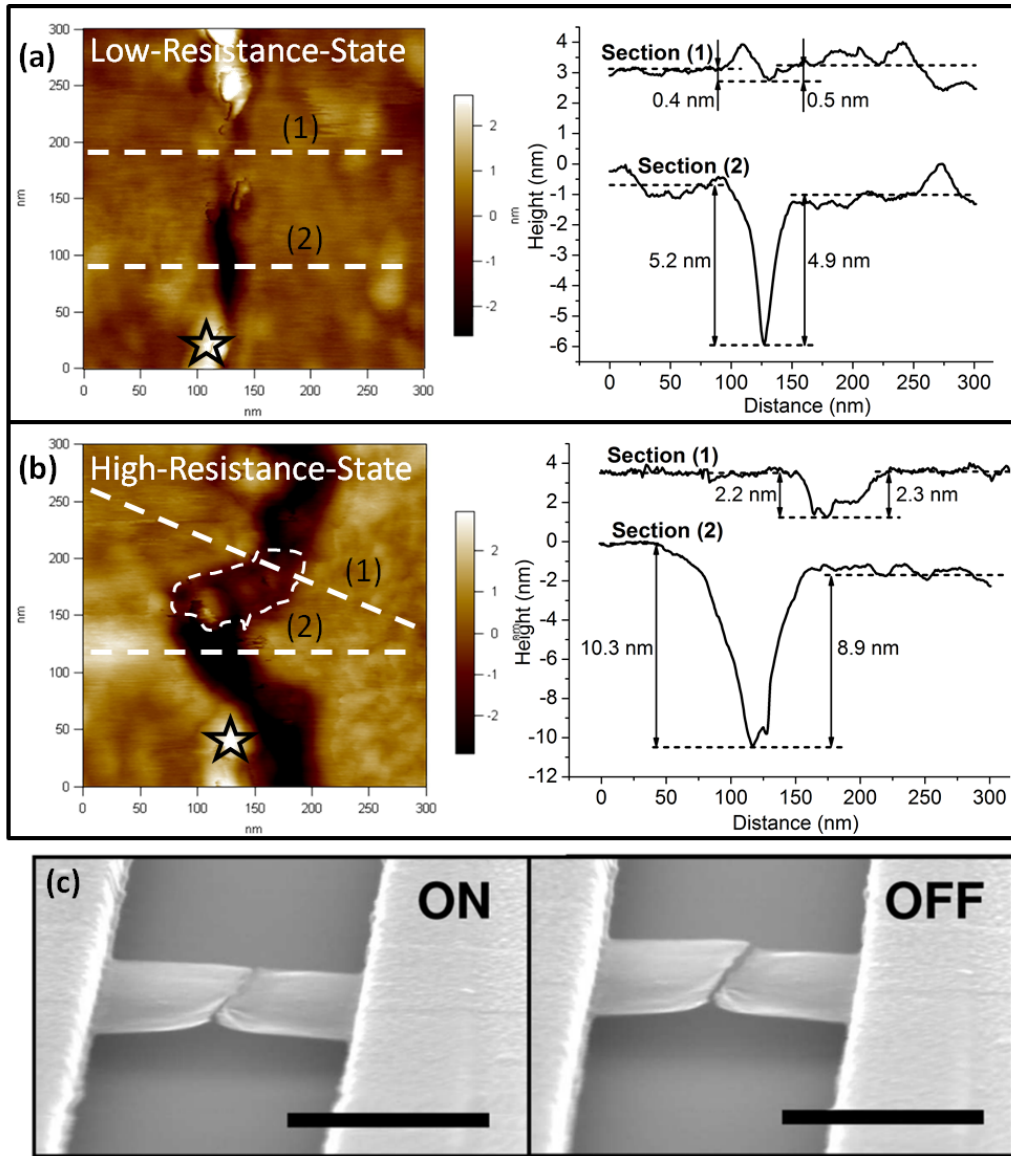 (a)
Low-Resistance-State
(1)
(2)
300
250
200
150
100
50
0
nm
0
50
100
150
200
250
300
nm
2
1
0
-1
-2
nm
Section (1)
0.4 nm
0.5 nm
Section (2)
5.2 nm
4.9 nm
4
3
2
1
0
-1
-2
-3
-4
-5
-6
Height (nm)
0 50 100 150 200 250 300
Distance (nm)
(b)
High-Resistance-State
(1)
(2)
300
250
200
150
100
50
0
nm
0
50
100
150
200
250
300
nm
2
1
0
-1
-2
nm
Section (1)
2.2 nm
2.3 nm
Section (2)
10.3 nm
8.9 nm
4
2
0
-2
-4
-6
-8
-10
-12
Height (nm)
0 50 100 150 200 250 300
Distance (nm)
(c)
ON
OFF